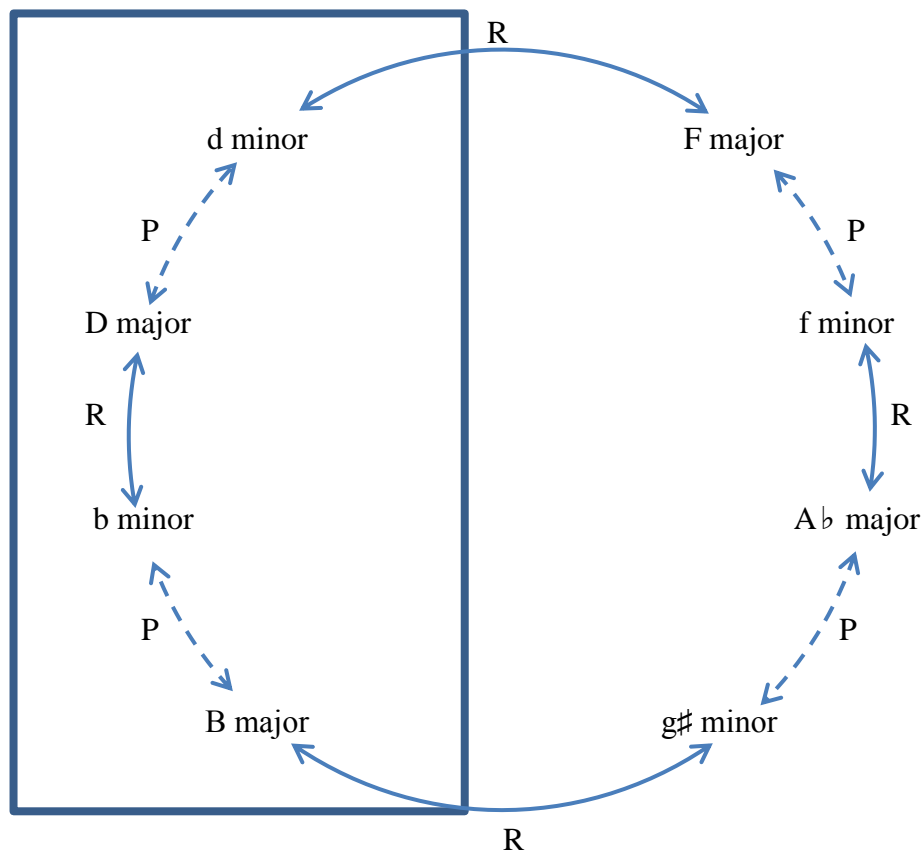 R
d minor
F major
P
P
D major
f minor
R
R
b minor
A♭ major
P
P
B major
g♯ minor
R